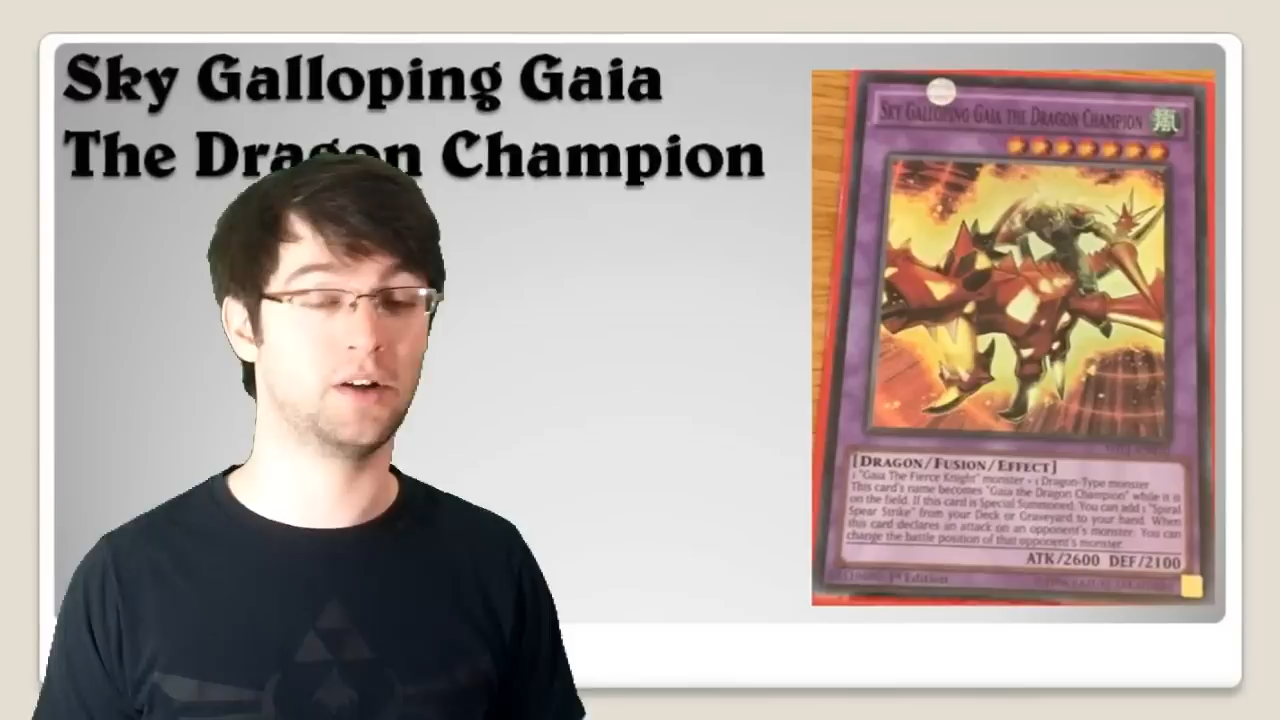 Sky Galloping Gaia
The Dragon Champion
SKY GALLOPING GAIA THE DRAGON CHAMPION
[DRAGON/FUSION/EFFECT]
1 "Gaia The Fierce Knight" monster + 1 Dragon-Type monster
This card's name becomes "Gaia the Dragon Champion" while it is
on the field. If this card is Special Summoned: You can add 1 "Spiral
Spear Strike" from your Deck or Graveyard to your hand. When
this card declares an attack on an opponent's monster: You can
change the battle position of that opponent's monster.
ATK/2600 DEF/2100
1st Edition